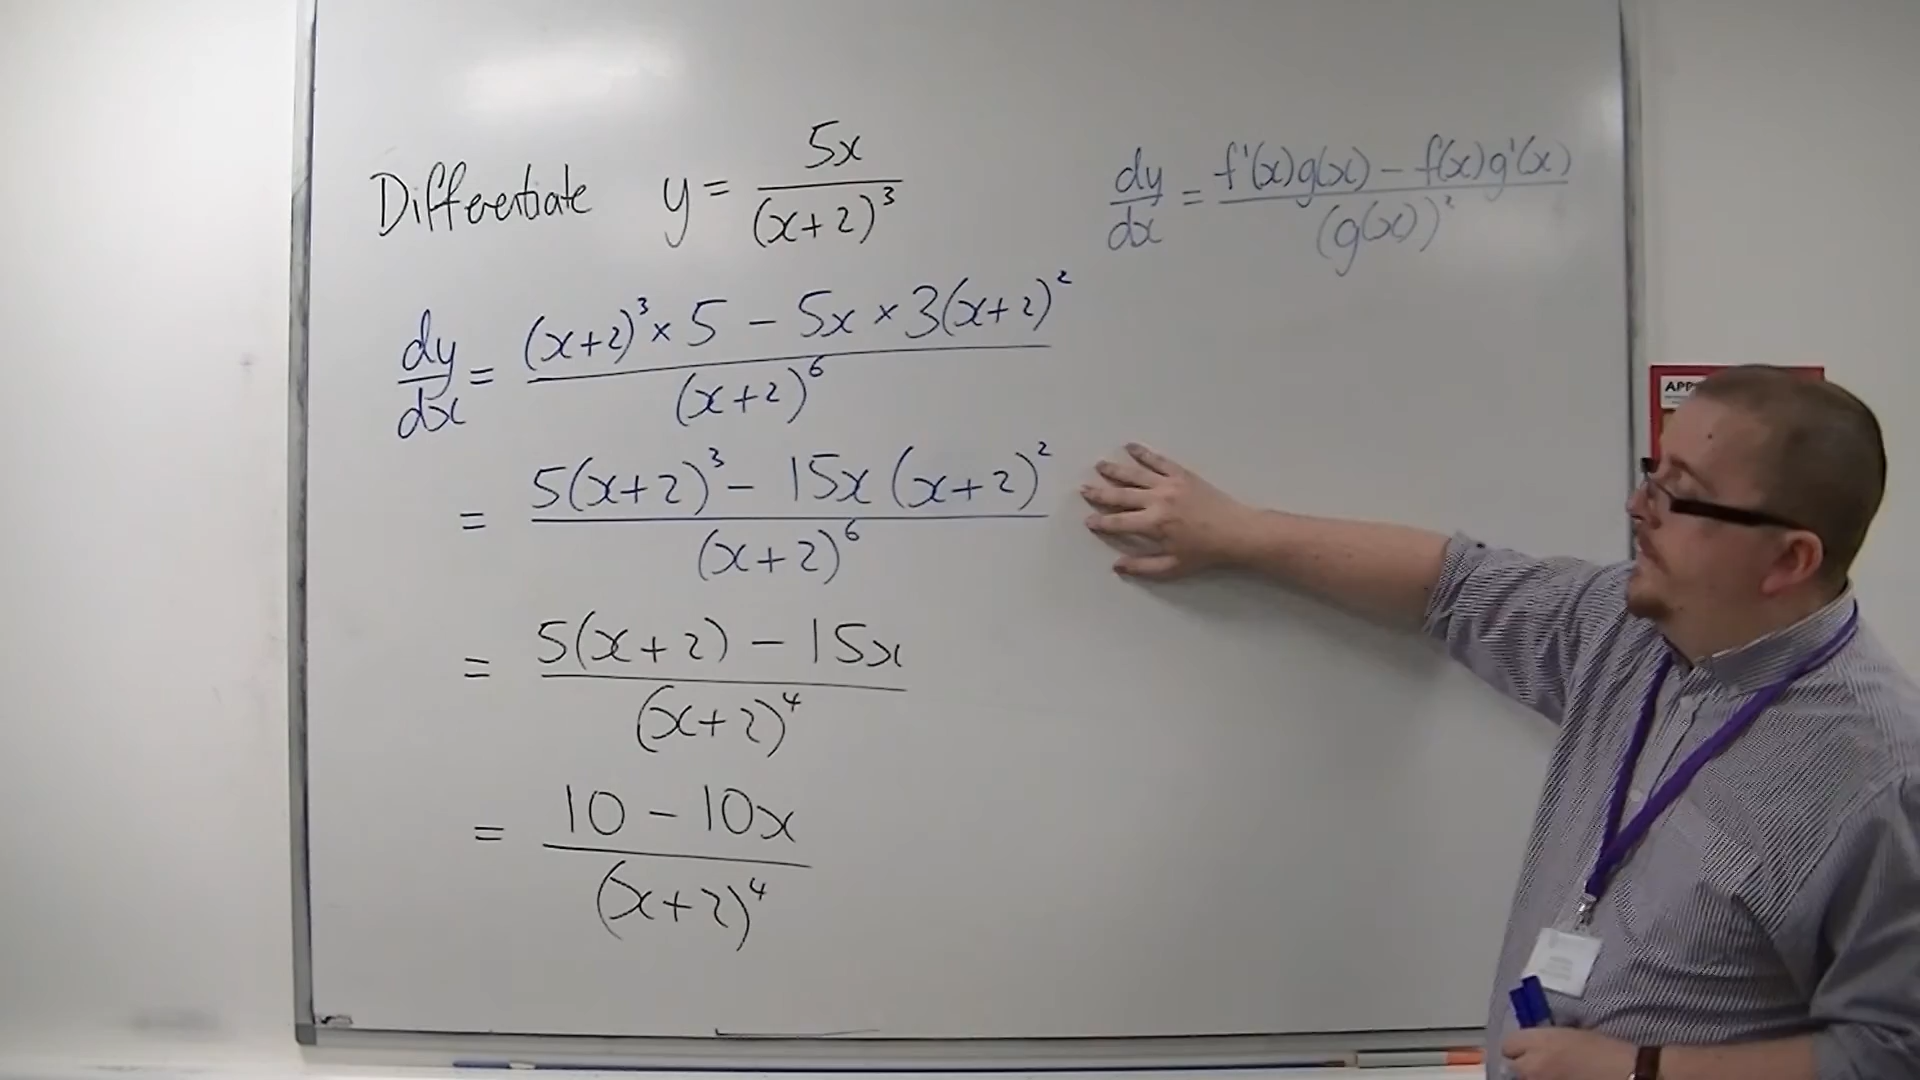 Differentiate y = 5x / (x+2)³
dy/dx = (f'(x)g(x) − f(x)g'(x)) / (g(x))²
dy/dx = ((x+2)³ × 5 − 5x × 3(x+2)²) / (x+2)⁶
= (5(x+2)³ − 15x(x+2)²) / (x+2)⁶
= (5(x+2) − 15x) / (x+2)⁴
= (10 − 10x) / (x+2)⁴
APP